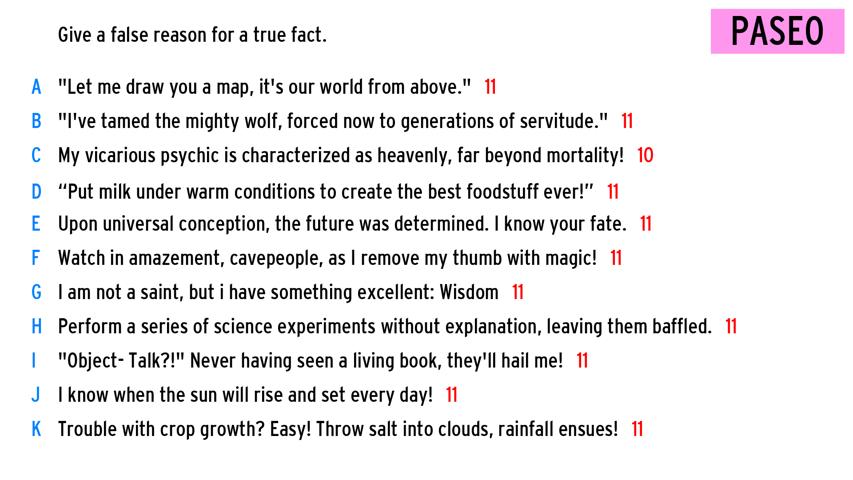 Give a false reason for a true fact.
PASEO
A "Let me draw you a map, it's our world from above." 11
B "I've tamed the mighty wolf, forced now to generations of servitude." 11
C My vicarious psychic is characterized as heavenly, far beyond mortality! 10
D “Put milk under warm conditions to create the best foodstuff ever!” 11
E Upon universal conception, the future was determined. I know your fate. 11
F Watch in amazement, cavepeople, as I remove my thumb with magic! 11
G I am not a saint, but i have something excellent: Wisdom 11
H Perform a series of science experiments without explanation, leaving them baffled. 11
I "Object- Talk?!" Never having seen a living book, they'll hail me! 11
J I know when the sun will rise and set every day! 11
K Trouble with crop growth? Easy! Throw salt into clouds, rainfall ensues! 11